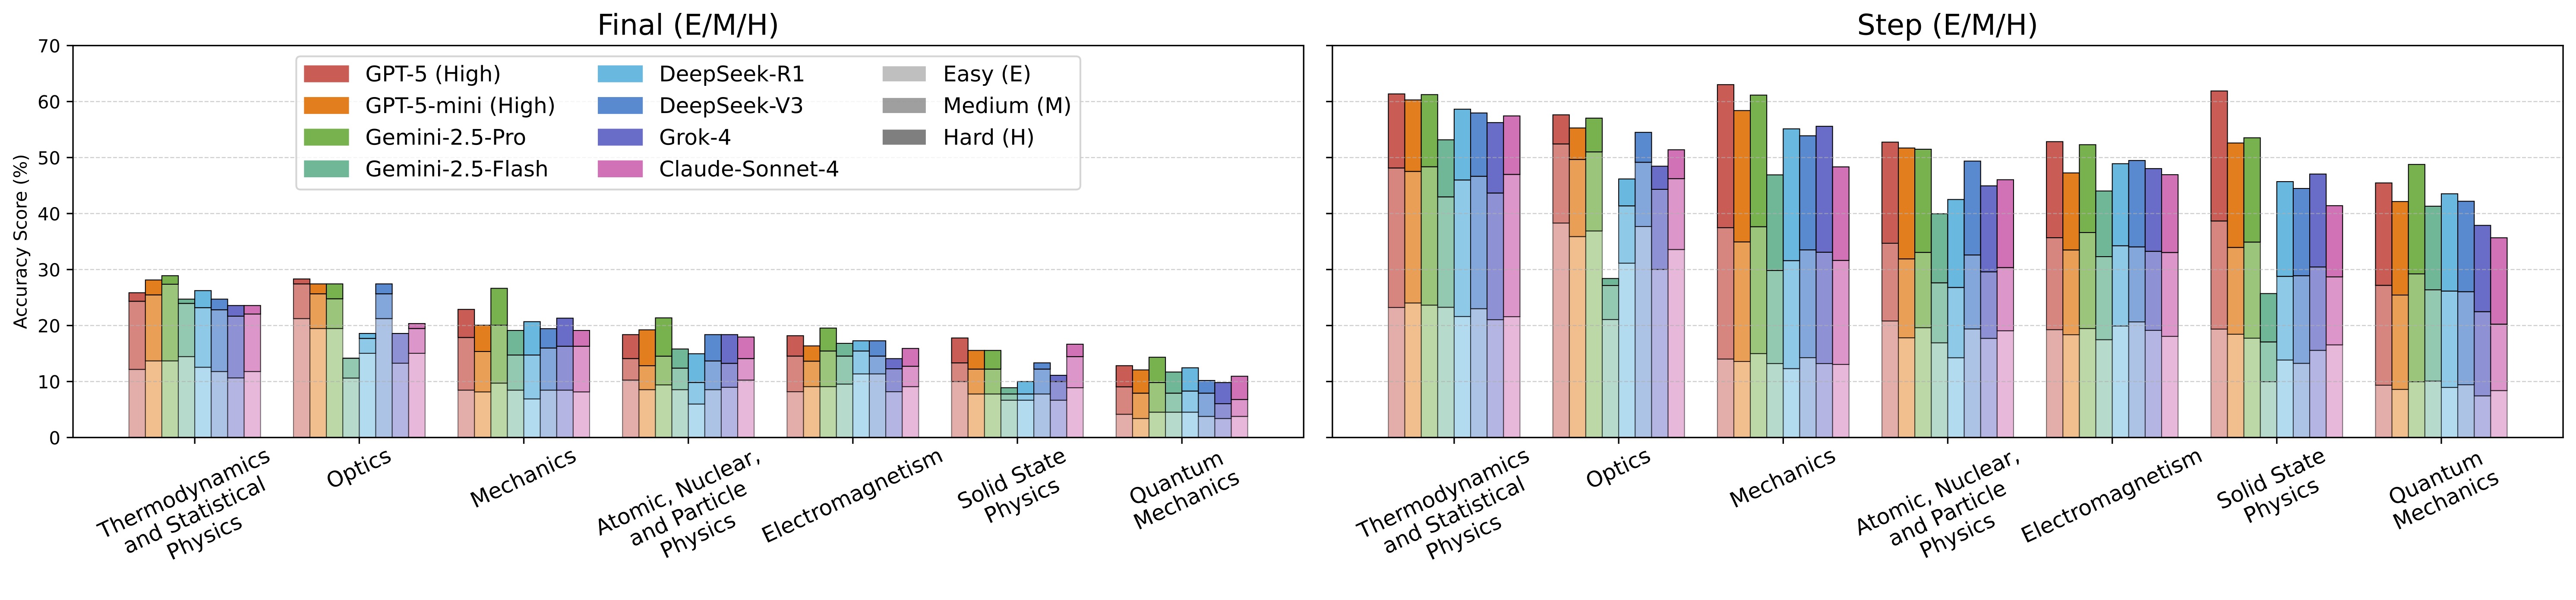 Final (E/M/H)
Step (E/M/H)
Accuracy Score (%)
70
60
50
40
30
20
10
0
GPT-5 (High)
GPT-5-mini (High)
Gemini-2.5-Pro
Gemini-2.5-Flash
DeepSeek-R1
DeepSeek-V3
Grok-4
Claude-Sonnet-4
Easy (E)
Medium (M)
Hard (H)
Thermodynamics
and Statistical
Physics
Optics
Mechanics
Atomic, Nuclear,
and Particle
Physics
Electromagnetism
Solid State
Physics
Quantum
Mechanics
Thermodynamics
and Statistical
Physics
Optics
Mechanics
Atomic, Nuclear,
and Particle
Physics
Electromagnetism
Solid State
Physics
Quantum
Mechanics